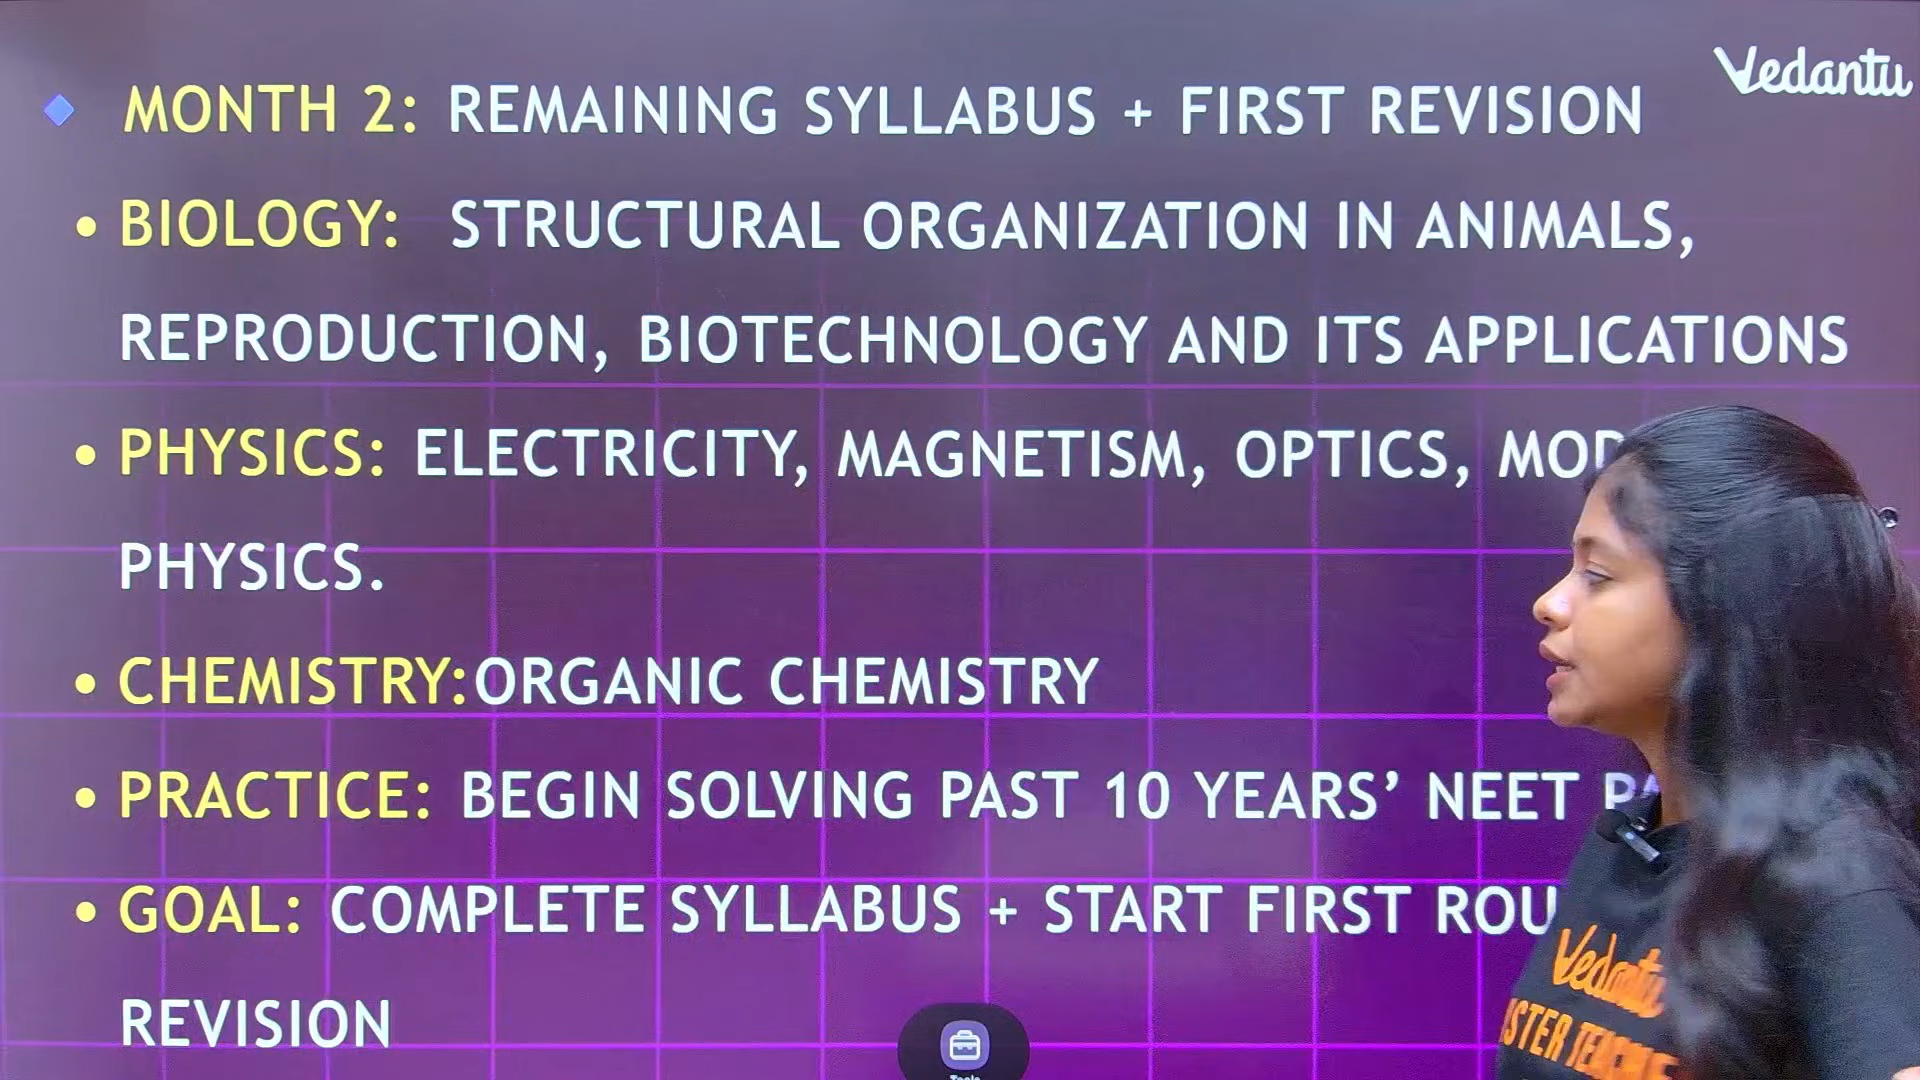 Vedantu
MONTH 2: REMAINING SYLLABUS + FIRST REVISION
• BIOLOGY: STRUCTURAL ORGANIZATION IN ANIMALS,
REPRODUCTION, BIOTECHNOLOGY AND ITS APPLICATIONS
• PHYSICS: ELECTRICITY, MAGNETISM, OPTICS,
PHYSICS.
• CHEMISTRY:ORGANIC CHEMISTRY
• PRACTICE: BEGIN SOLVING PAST 10 YEARS’ NEET
• GOAL: COMPLETE SYLLABUS + START FIRST
REVISION
Vedantu